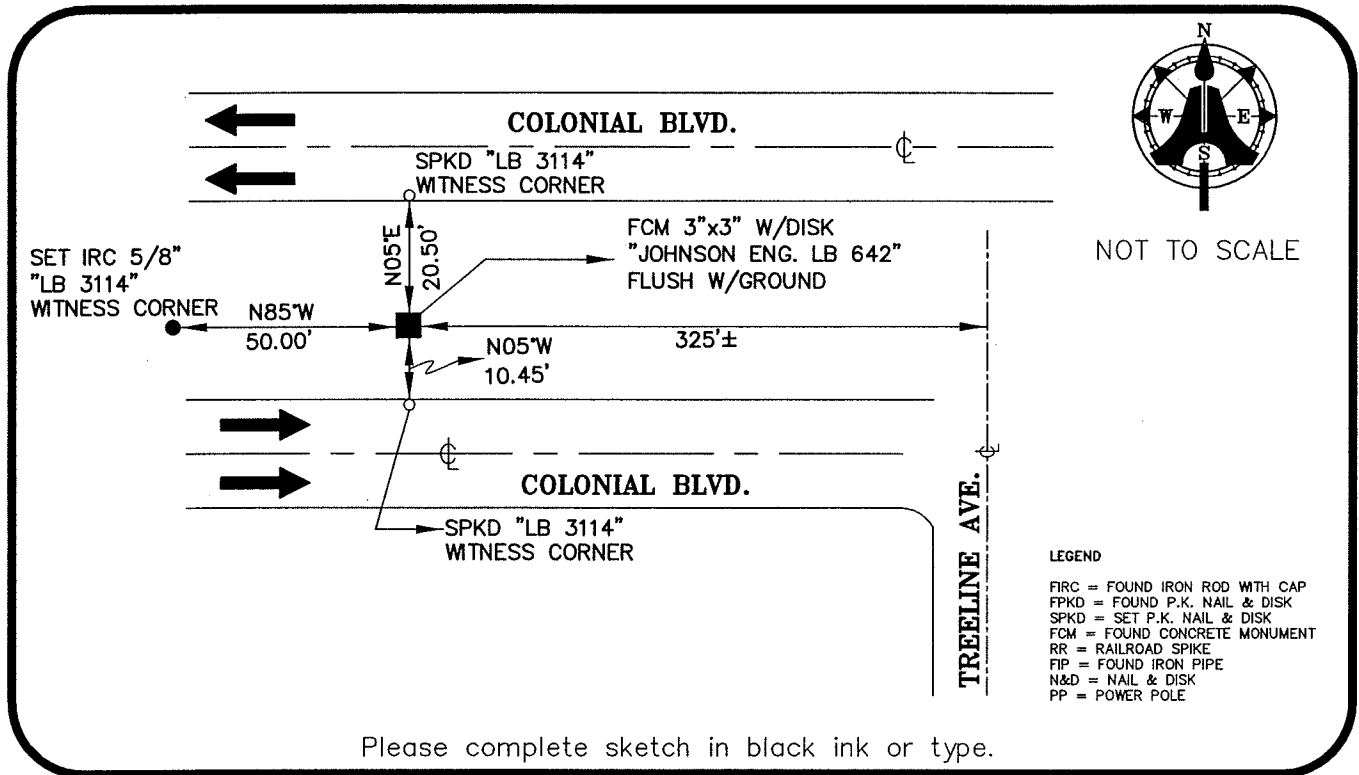 N
W E
S
NOT TO SCALE
COLONIAL BLVD.
℄
SPKD "LB 3114"
WITNESS CORNER
FCM 3"x3" W/DISK
"JOHNSON ENG. LB 642"
FLUSH W/GROUND
SET IRC 5/8"
"LB 3114"
WITNESS CORNER
N05°E
20.50'
N85°W
50.00'
325'±
N05°W
10.45'
℄
COLONIAL BLVD.
SPKD "LB 3114"
WITNESS CORNER
℄
TREELINE AVE.
LEGEND
FIRC = FOUND IRON ROD WITH CAP
FPKD = FOUND P.K. NAIL & DISK
SPKD = SET P.K. NAIL & DISK
FCM = FOUND CONCRETE MONUMENT
RR = RAILROAD SPIKE
FIP = FOUND IRON PIPE
N&D = NAIL & DISK
PP = POWER POLE
Please complete sketch in black ink or type.